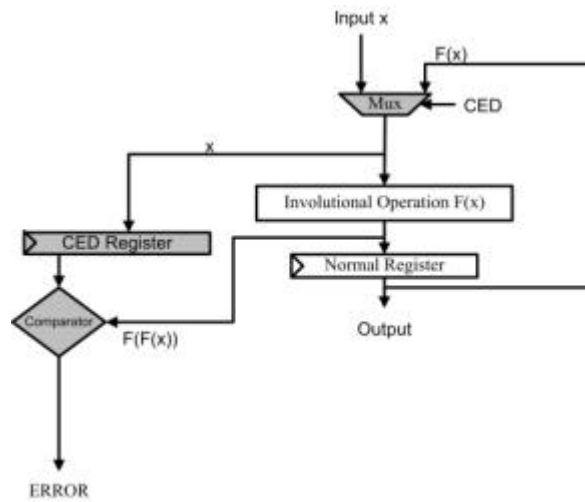 Input x
F(x)
Mux
CED
x
Involutional Operation F(x)
CED Register
Normal Register
Comparator
F(F(x))
Output
ERROR